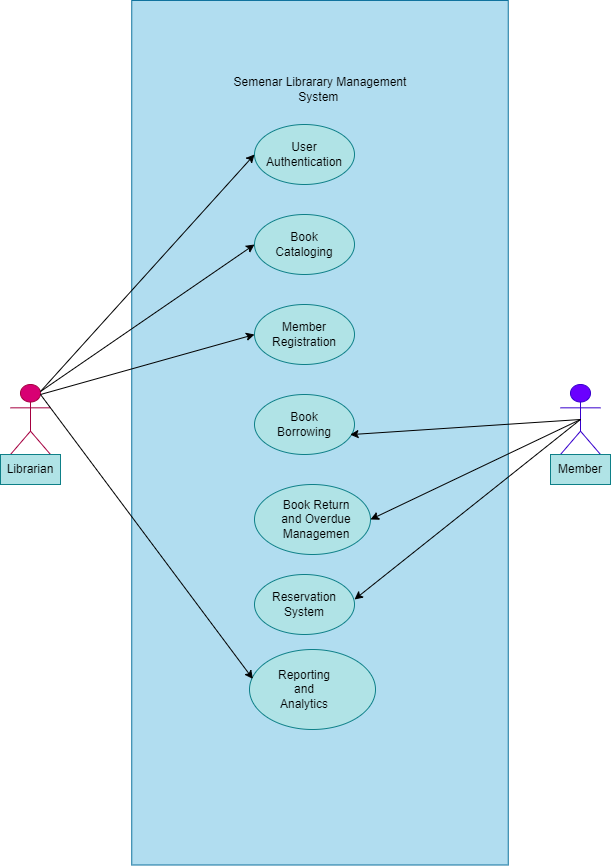 Semenar Librarary Management
System
User
Authentication
Book
Cataloging
Member
Registration
Book
Borrowing
Librarian
Member
Book Return
and Overdue
Managemen
Reservation
System
Reporting
and
Analytics